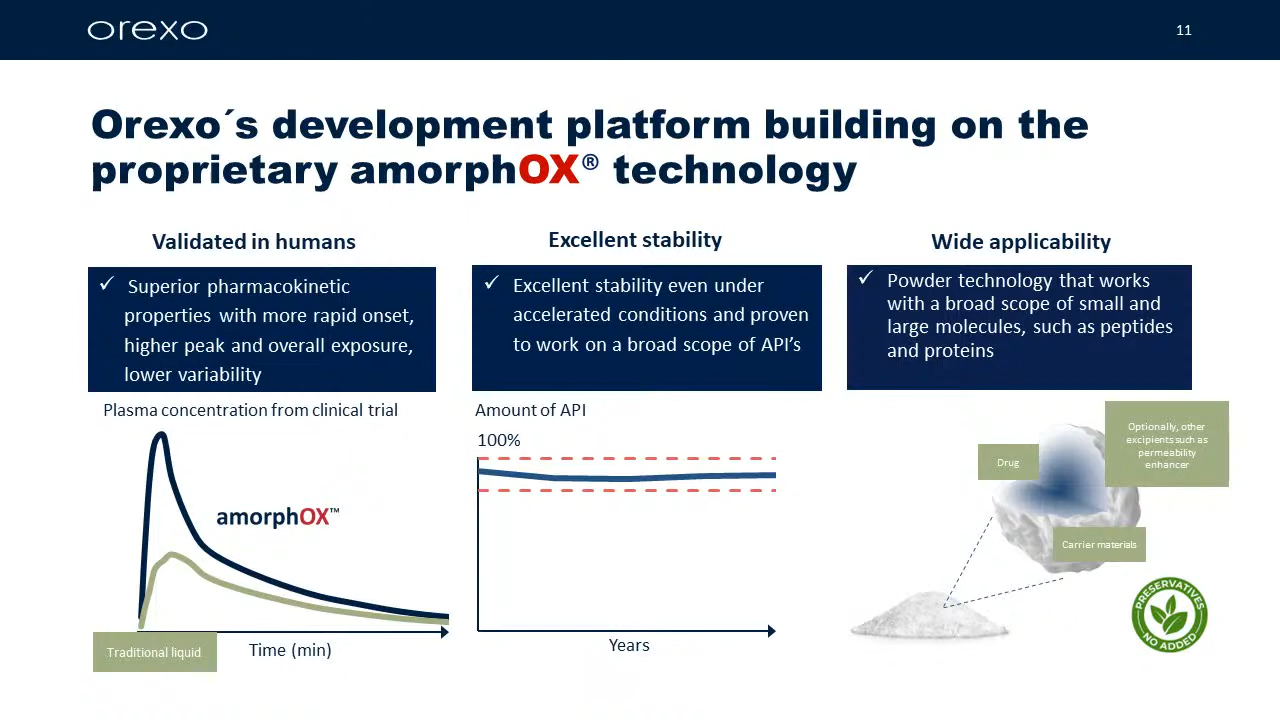 orexo
11
Orexo´s development platform building on the
proprietary amorphOX® technology
Validated in humans
✓ Superior pharmacokinetic
properties with more rapid onset,
higher peak and overall exposure,
lower variability
Plasma concentration from clinical trial
amorphOX™
Traditional liquid
Time (min)
Excellent stability
✓ Excellent stability even under
accelerated conditions and proven
to work on a broad scope of API’s
Amount of API
100%
Years
Wide applicability
✓ Powder technology that works
with a broad scope of small and
large molecules, such as peptides
and proteins
Optionally, other
excipients such as
permeability
enhancer
Drug
Carrier materials
PRESERVATIVES
NO ADDED